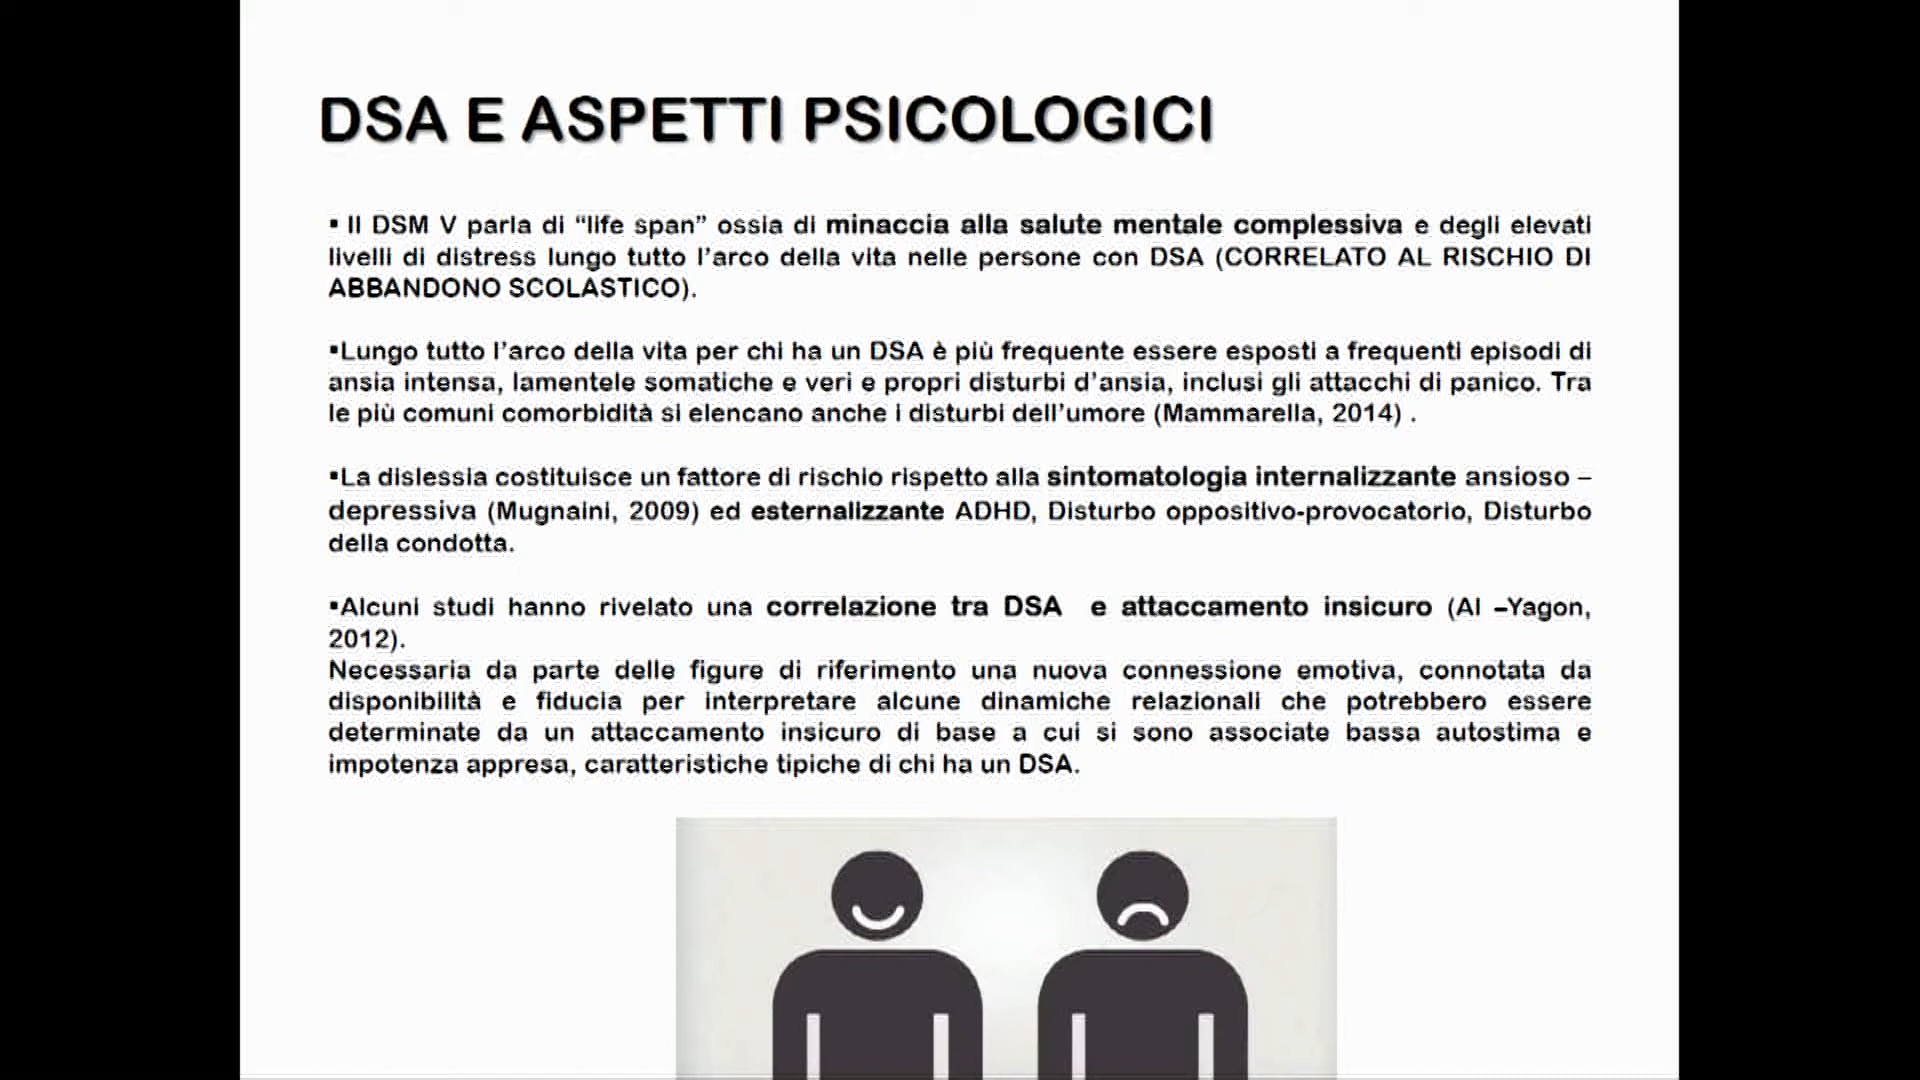 DSA E ASPETTI PSICOLOGICI
▪ Il DSM V parla di “life span” ossia di minaccia alla salute mentale complessiva e degli elevati
livelli di distress lungo tutto l’arco della vita nelle persone con DSA (CORRELATO AL RISCHIO DI
ABBANDONO SCOLASTICO).
▪Lungo tutto l’arco della vita per chi ha un DSA è più frequente essere esposti a frequenti episodi di
ansia intensa, lamentele somatiche e veri e propri disturbi d’ansia, inclusi gli attacchi di panico. Tra
le più comuni comorbidità si elencano anche i disturbi dell’umore (Mammarella, 2014) .
▪La dislessia costituisce un fattore di rischio rispetto alla sintomatologia internalizzante ansioso –
depressiva (Mugnaini, 2009) ed esternalizzante ADHD, Disturbo oppositivo-provocatorio, Disturbo
della condotta.
▪Alcuni studi hanno rivelato una correlazione tra DSA e attaccamento insicuro (Al –Yagon,
2012).
Necessaria da parte delle figure di riferimento una nuova connessione emotiva, connotata da
disponibilità e fiducia per interpretare alcune dinamiche relazionali che potrebbero essere
determinate da un attaccamento insicuro di base a cui si sono associate bassa autostima e
impotenza appresa, caratteristiche tipiche di chi ha un DSA.